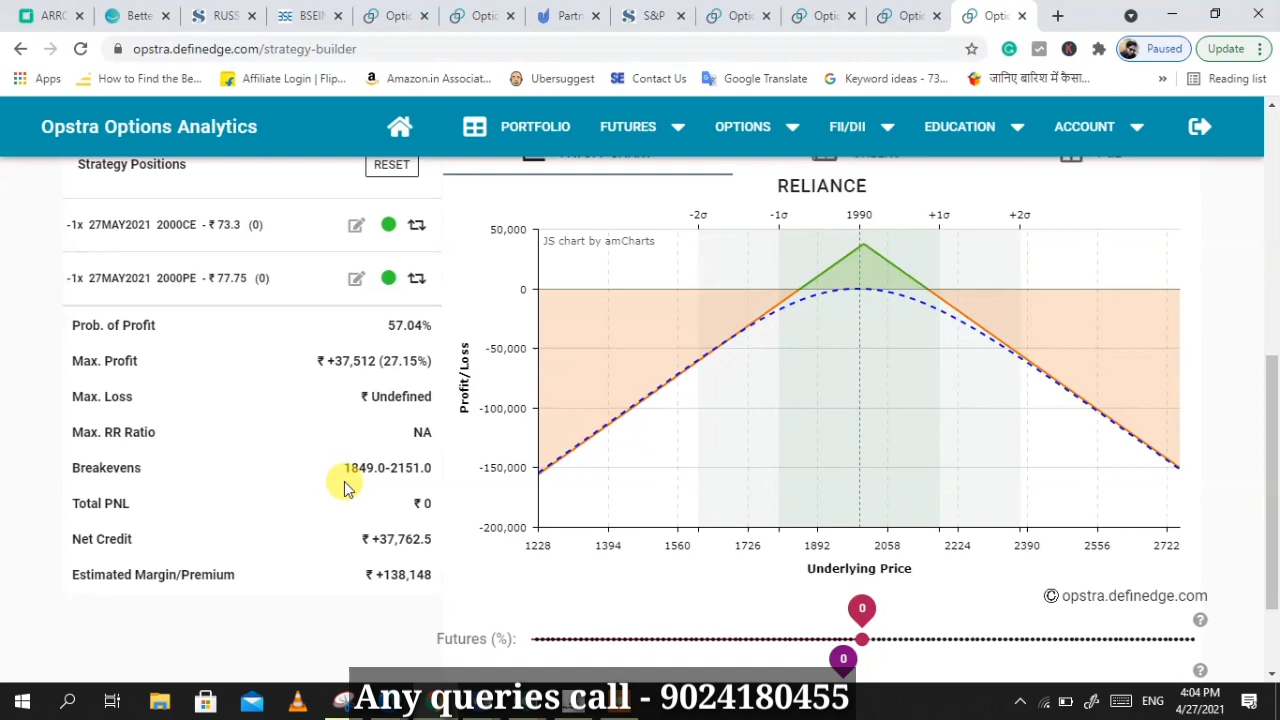 ARRC
Bette
RUSS
BSEIN
Optic
Optic
Partn
S&P
Optic
Optic
Optic
Optic
opstra.definedge.com/strategy-builder
Paused
Update
Apps
How to Find the Be...
Affiliate Login | Flip...
Amazon.in Associat...
Ubersuggest
SE Contact Us
Google Translate
Keyword ideas - 73...
जानिए बारिश में कैसा...
»
Reading list
Opstra Options Analytics
PORTFOLIO
FUTURES
OPTIONS
FII/DII
EDUCATION
ACCOUNT
Strategy Positions
RESET
-1x 27MAY2021 2000CE - ₹ 73.3 (0)
-1x 27MAY2021 2000PE - ₹ 77.75 (0)
Prob. of Profit 57.04%
Max. Profit ₹ +37,512 (27.15%)
Max. Loss ₹ Undefined
Max. RR Ratio NA
Breakevens 1849.0-2151.0
Total PNL ₹ 0
Net Credit ₹ +37,762.5
Estimated Margin/Premium ₹ +138,148
RELIANCE
-2σ -1σ 1990 +1σ +2σ
JS chart by amCharts
50,000
0
-50,000
-100,000
-150,000
-200,000
Profit/Loss
1228 1394 1560 1726 1892 2058 2224 2390 2556 2722
Underlying Price
© opstra.definedge.com
0
Futures (%):
0
Any queries call - 9024180455
ENG
4:04 PM
4/27/2021